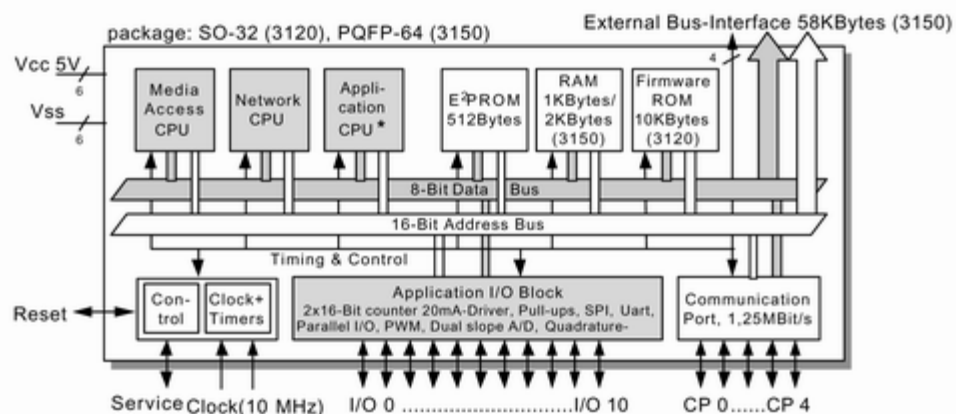 External Bus-Interface 58KBytes (3150)
package: SO-32 (3120), PQFP-64 (3150)
4
Vcc 5V
6
Vss
6
Media
Access
CPU
Network
CPU
Appli-
cation
CPU *
E²PROM
512Bytes
RAM
1KBytes/
2KBytes
(3150)
Firmware
ROM
10KBytes
(3120)
8-Bit Data Bus
16-Bit Address Bus
Timing & Control
Reset
Con-
trol
Clock+
Timers
Application I/O Block
2x16-Bit counter 20mA-Driver, Pull-ups, SPI, Uart,
Parallel I/O, PWM, Dual slope A/D, Quadrature-
Communication
Port, 1,25MBit/s
Service Clock(10 MHz) I/O 0 ........................I/O 10 CP 0......CP 4